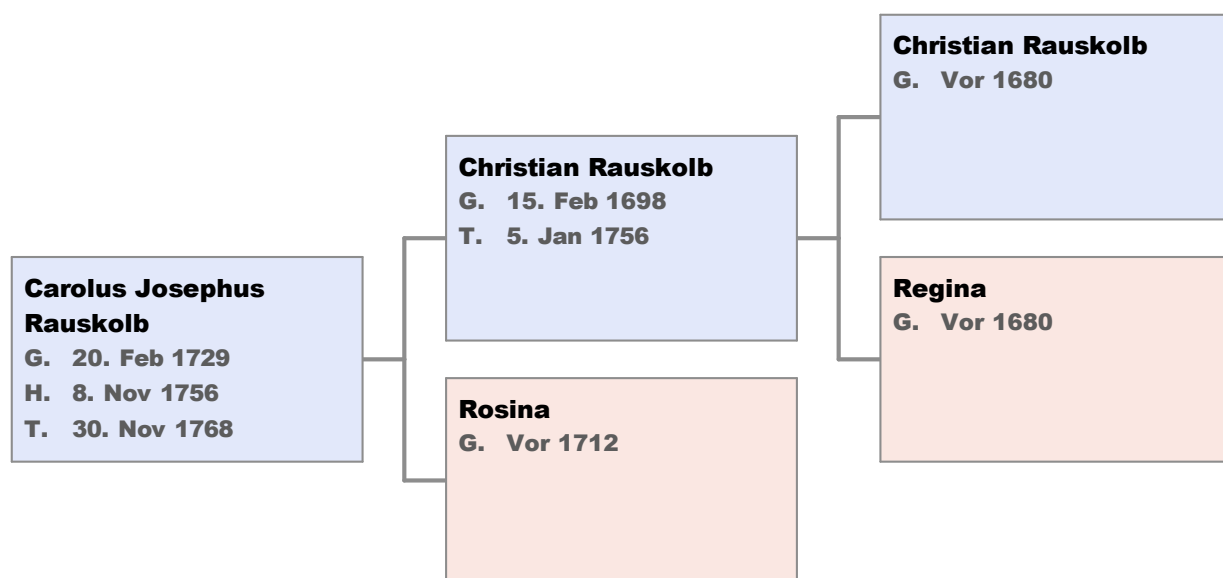 Christian Rauskolb
G. Vor 1680
Christian Rauskolb
G. 15. Feb 1698
T. 5. Jan 1756
Carolus Josephus
Rauskolb
G. 20. Feb 1729
H. 8. Nov 1756
T. 30. Nov 1768
Regina
G. Vor 1680
Rosina
G. Vor 1712